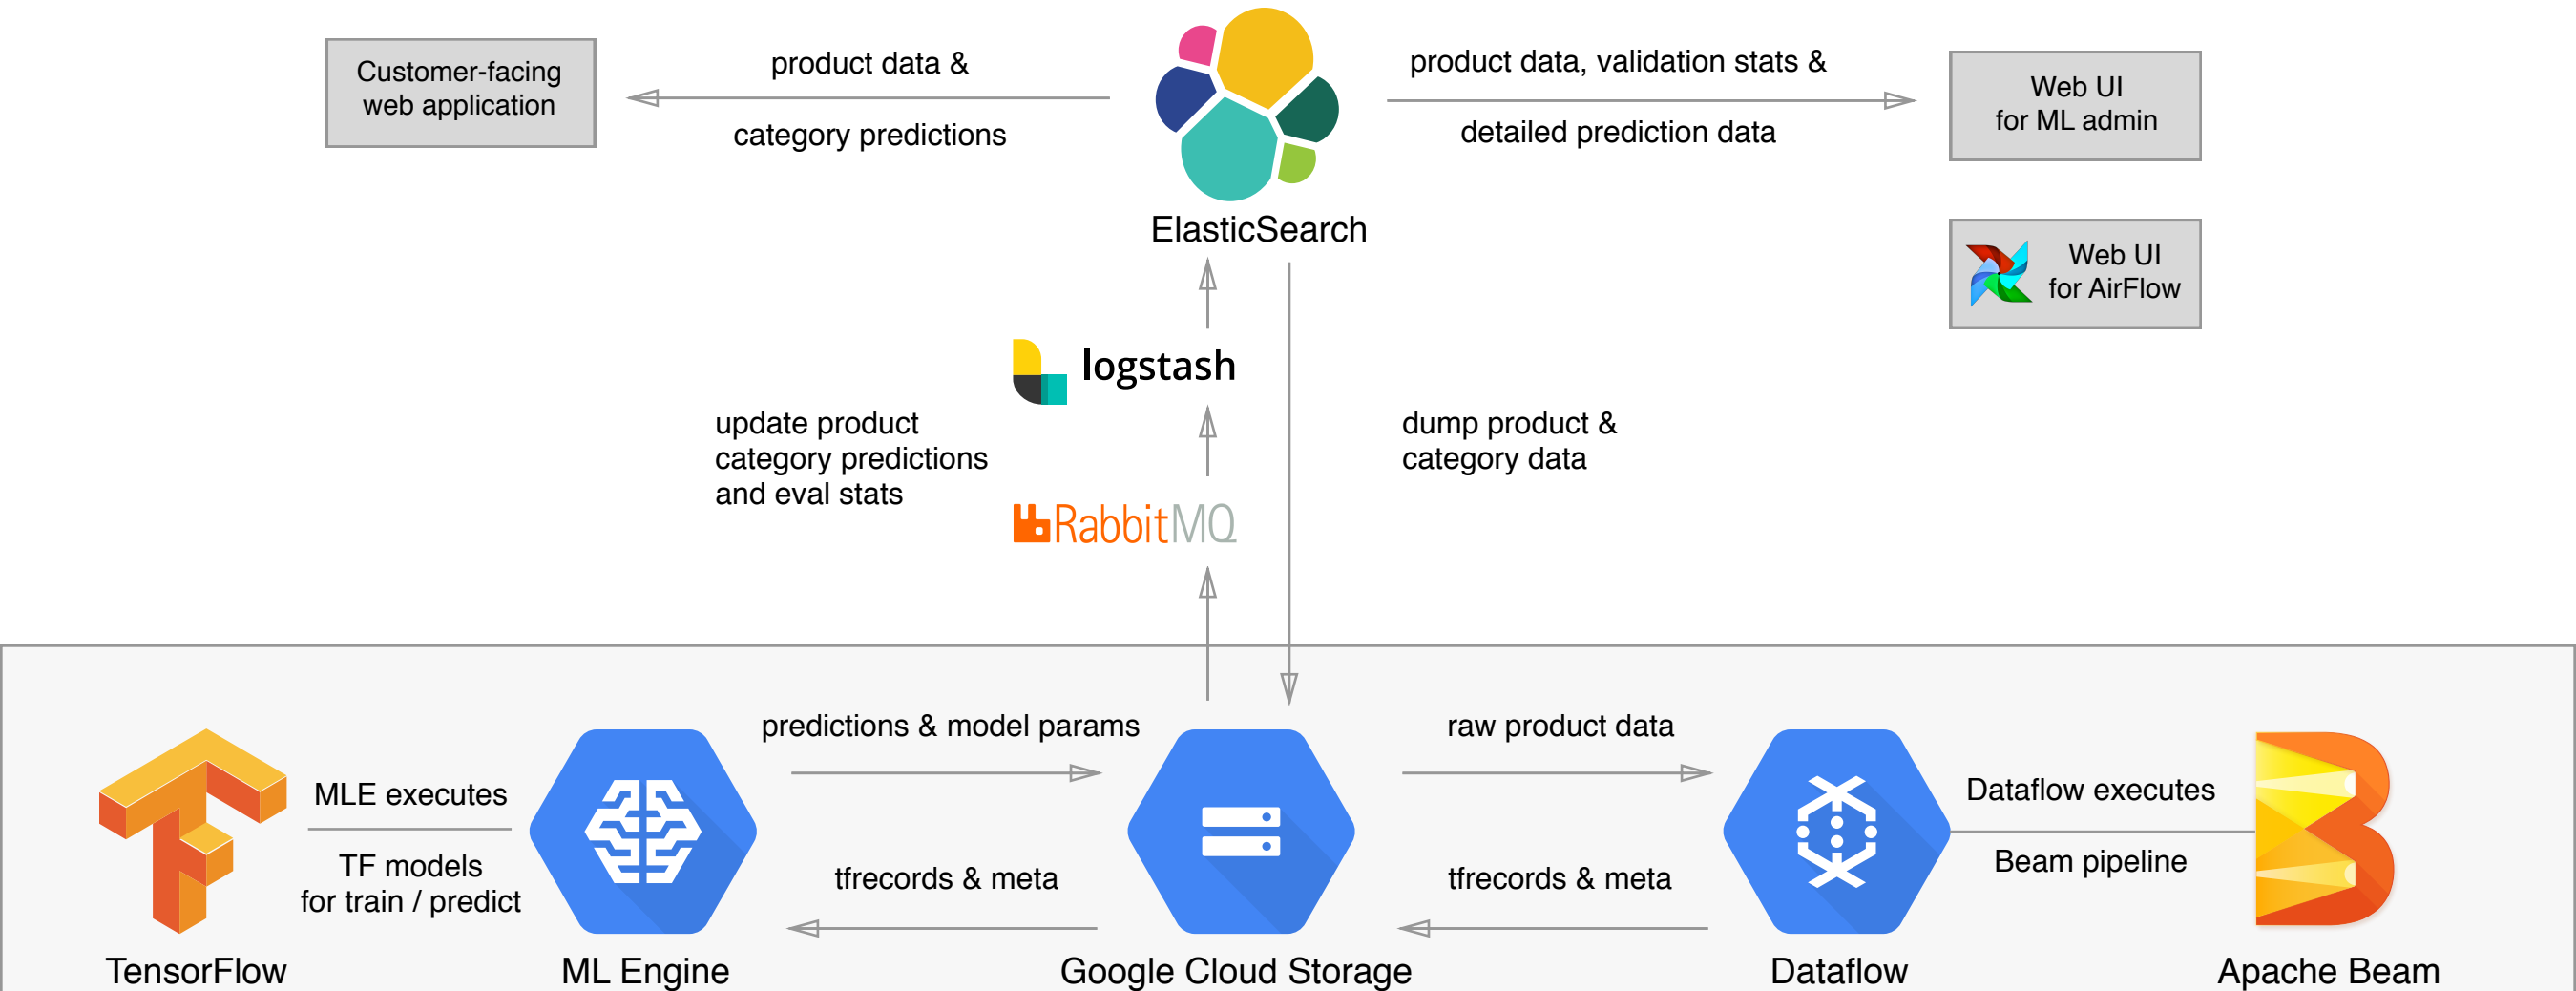 Customer-facing
web application
product data &
category predictions
ElasticSearch
product data, validation stats &
detailed prediction data
Web UI
for ML admin
Web UI
for AirFlow
logstash
update product
category predictions
and eval stats
RabbitMQ
dump product &
category data
MLE executes
TF models
for train / predict
TensorFlow
ML Engine
predictions & model params
tfrecords & meta
Google Cloud Storage
raw product data
tfrecords & meta
Dataflow
Dataflow executes
Beam pipeline
Apache Beam